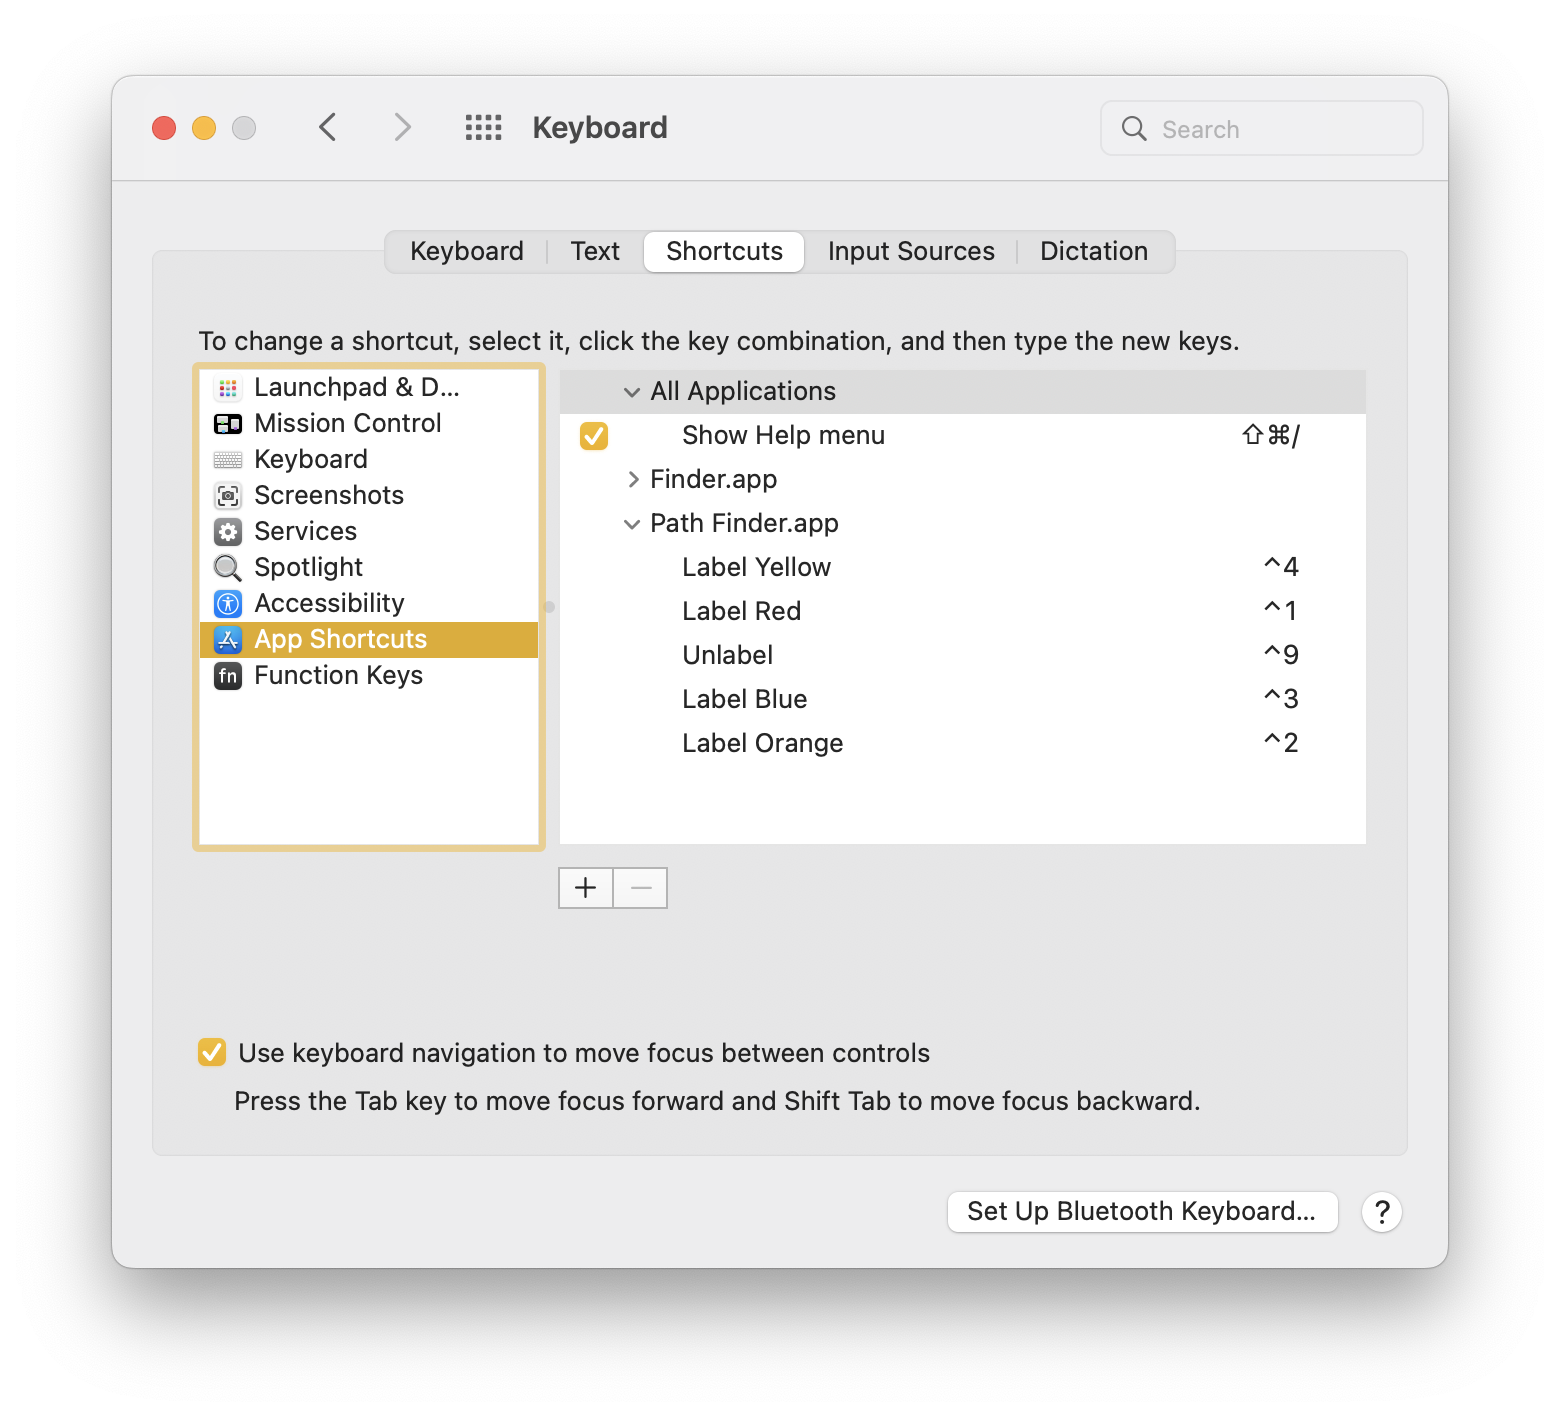 Keyboard
Search
Keyboard Text Shortcuts Input Sources Dictation
To change a shortcut, select it, click the key combination, and then type the new keys.
Launchpad & D...
Mission Control
Keyboard
Screenshots
Services
Spotlight
Accessibility
App Shortcuts
fn Function Keys
All Applications
Show Help menu ⇧⌘/
Finder.app
Path Finder.app
Label Yellow ^4
Label Red ^1
Unlabel ^9
Label Blue ^3
Label Orange ^2
Use keyboard navigation to move focus between controls
Press the Tab key to move focus forward and Shift Tab to move focus backward.
Set Up Bluetooth Keyboard... ?